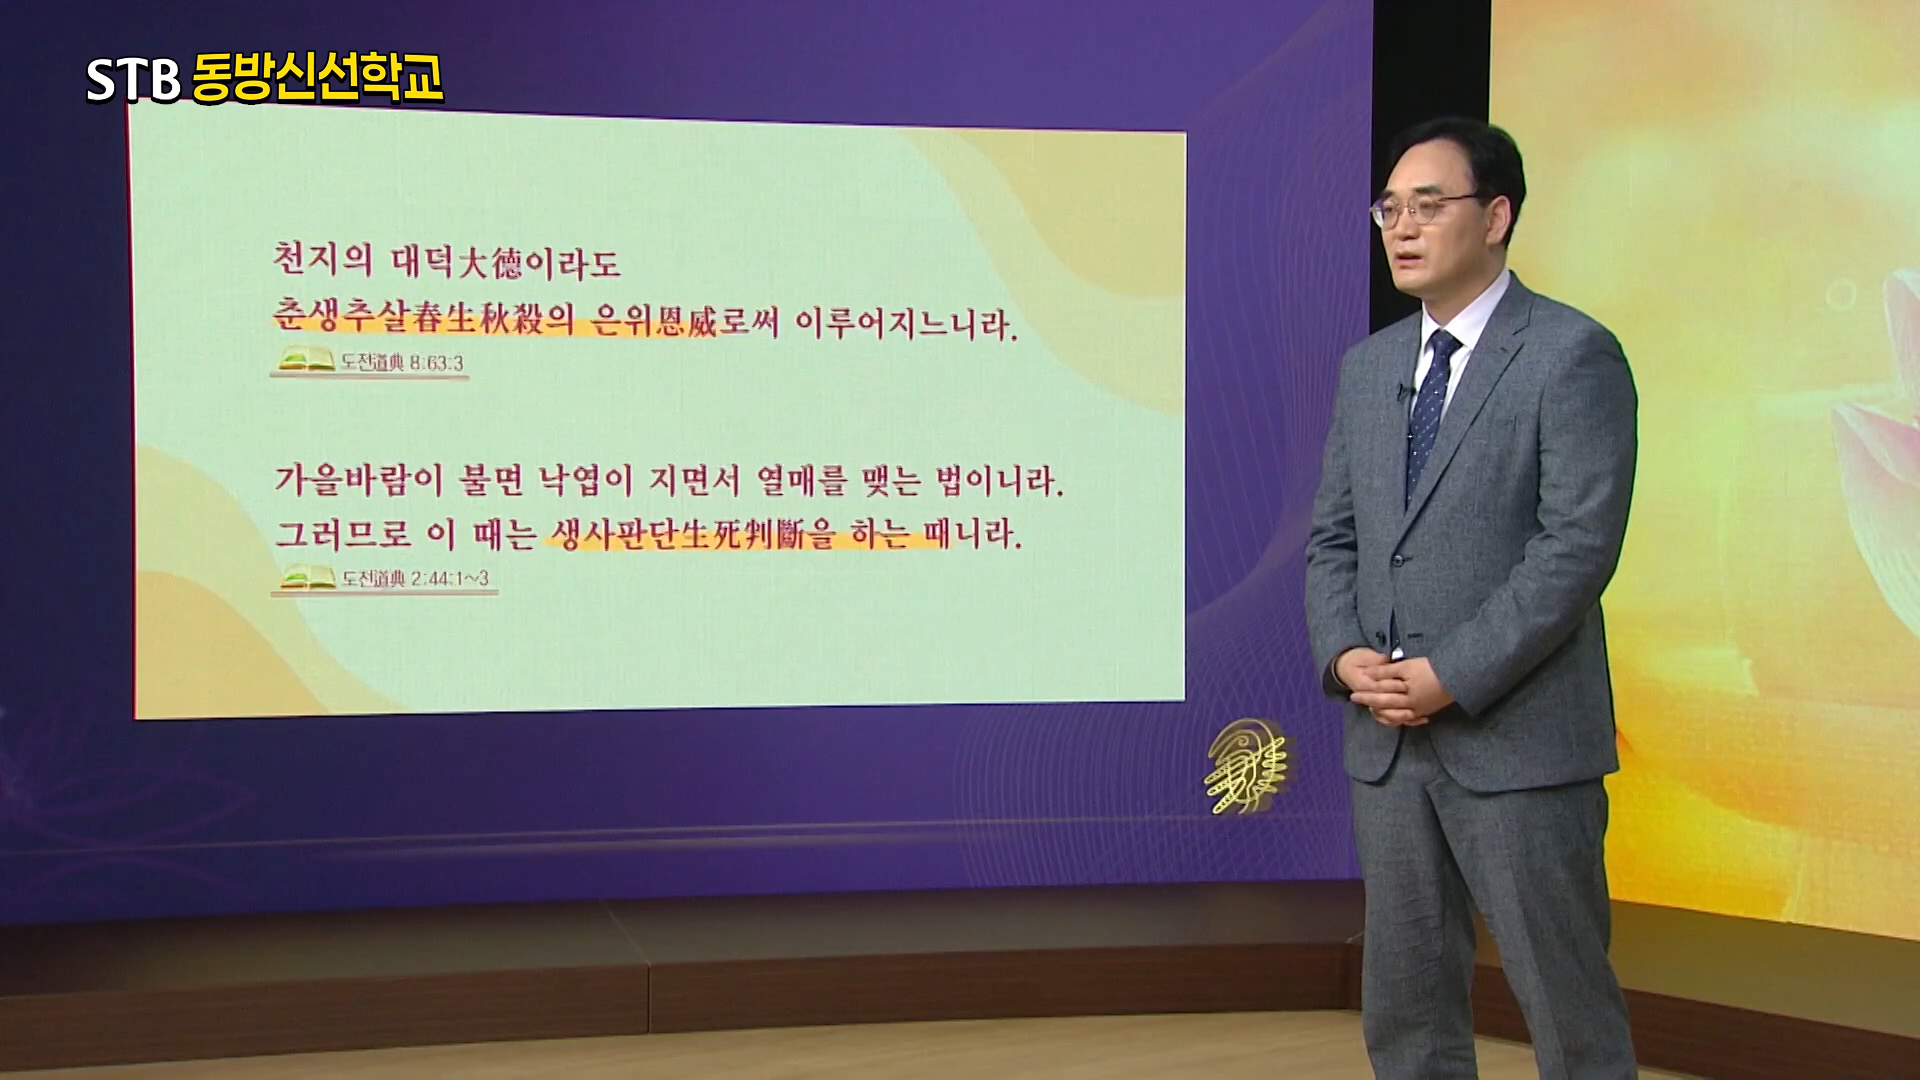 STB 동방신선학교
천지의 대덕大德이라도
춘생추살春生秋殺의 은위恩威로써 이루어지느니라.
도전道典 8:63:3
가을바람이 불면 낙엽이 지면서 열매를 맺는 법이니라.
그러므로 이 때는 생사판단生死判斷을 하는 때니라.
도전道典 2:44:1~3